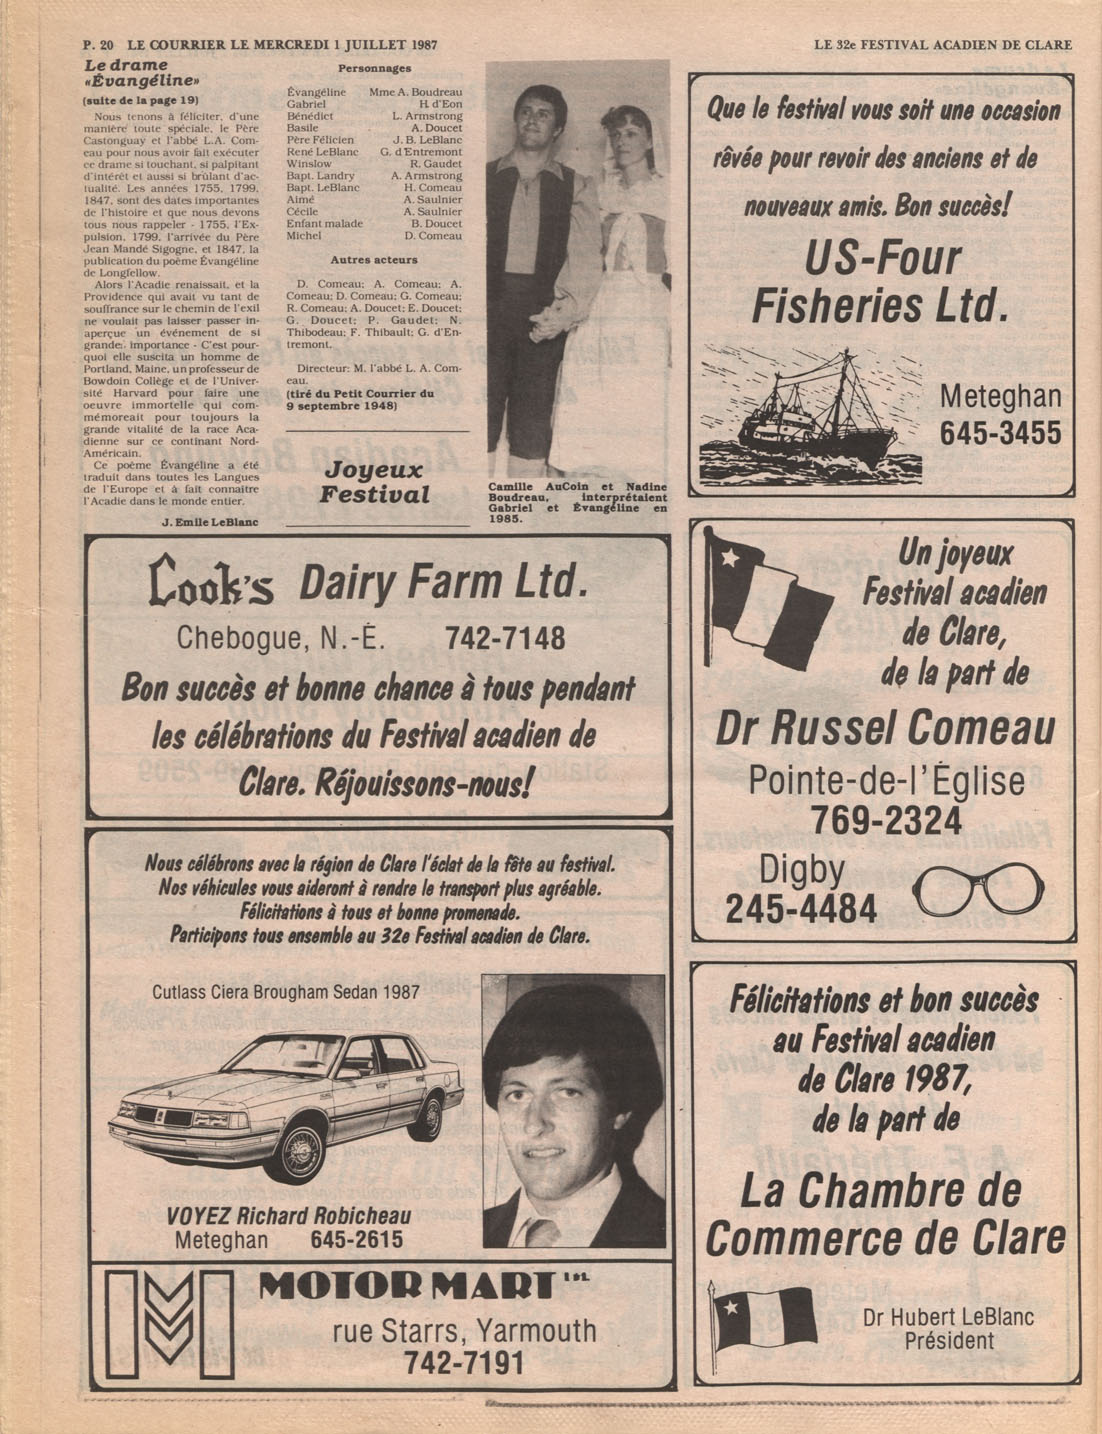 P. 20 LE COURRIER LE MERCREDI 1 JUILLET 1987
LE 32e FESTIVAL ACADIEN DE CLARE
Le drame
«Évangéline»
(suite de la page 19)
Nous tenons à féliciter, d'une
manière toute spéciale, le Père
Castonguay et l'abbé L.A. Com-
eau pour nous avoir fait exécuter
ce drame si touchant, si palpitant
d'intérêt et aussi si brûlant d'ac-
tualité. Les années 1755, 1799,
1847, sont des dates importantes
de l'histoire et que nous devons
tous nous rappeler - 1755, l'Ex-
pulsion, 1799, l'arrivée du Père
Jean Mandé Sigogne, et 1847, la
publication du poème Évangéline
de Longfellow.
Alors l'Acadie renaissait, et la
Providence qui avait vu tant de
souffrance sur le chemin de l'exil
ne voulait pas laisser passer in-
aperçue un événement de si
grande importance - C'est pour-
quoi elle suscita un homme de
Portland, Maine, un professeur de
Bowdoin Collège et de l'Univer-
sité Harvard pour faire une
oeuvre immortelle qui com-
mémoreait pour toujours la
grande vitalité de la race Aca-
dienne sur ce continant Nord-
Américain.
Ce poème Évangéline a été
traduit dans toutes les Langues
de l'Europe et à fait connaître
l'Acadie dans le monde entier.
J. Emile LeBlanc
Personnages
Évangéline Mme A. Boudreau
Gabriel H. d'Eon
Bénédict L. Armstrong
Basile A. Doucet
Père Félicien J. B. LeBlanc
René LeBlanc G. d'Entremont
Winslow R. Gaudet
Bapt. Landry A. Armstrong
Bapt. LeBlanc H. Comeau
Aimé A. Saulnier
Cécile A. Saulnier
Enfant malade B. Doucet
Michel D. Comeau
Autres acteurs
D. Comeau; A. Comeau; A.
Comeau; D. Comeau; G. Comeau;
R. Comeau; A. Doucet; E. Doucet;
G. Doucet; P. Gaudet; N.
Thibodeau; F. Thibault; G. d'En-
tremont.
Directeur: M. l'abbé L. A. Com-
eau.
(tiré du Petit Courrier du
9 septembre 1948)
Joyeux
Festival
Camille AuCoin et Nadine
Boudreau, interprétaient
Gabriel et Évangéline en
1985.
Que le festival vous soit une occasion
rêvée pour revoir des anciens et de
nouveaux amis. Bon succès!
US-Four
Fisheries Ltd.
Meteghan
645-3455
Cook's Dairy Farm Ltd.
Chebogue, N.-É. 742-7148
Bon succès et bonne chance à tous pendant
les célébrations du Festival acadien de
Clare. Réjouissons-nous!
Un joyeux
Festival acadien
de Clare,
de la part de
Dr Russel Comeau
Pointe-de-l'Église
769-2324
Digby
245-4484
Nous célébrons avec la région de Clare l'éclat de la fête au festival.
Nos véhicules vous aideront à rendre le transport plus agréable.
Félicitations à tous et bonne promenade.
Participons tous ensemble au 32e Festival acadien de Clare.
Cutlass Ciera Brougham Sedan 1987
VOYEZ Richard Robicheau
Meteghan 645-2615
MOTOR MART LTD.
rue Starrs, Yarmouth
742-7191
Félicitations et bon succès
au Festival acadien
de Clare 1987,
de la part de
La Chambre de
Commerce de Clare
Dr Hubert LeBlanc
Président